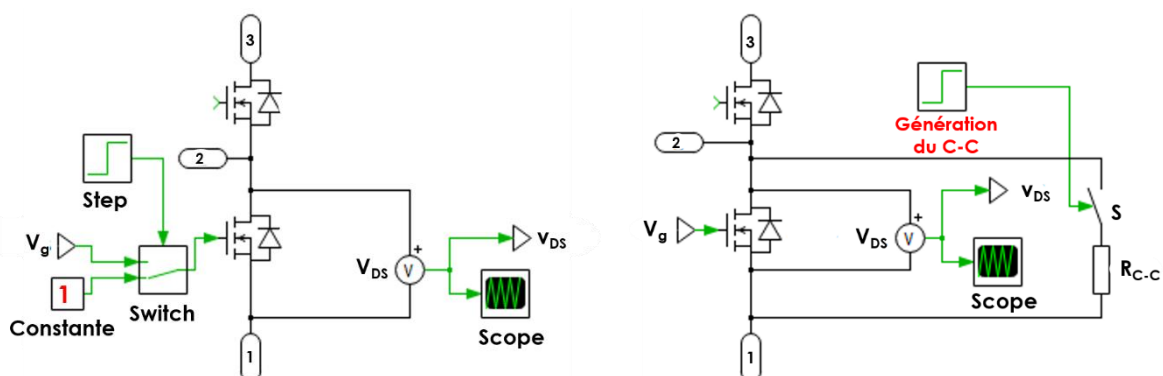 3
2
Step
Vg
1
Constante
Switch
VDS
+
V
vDS
Scope
1
3
Génération
du C-C
2
Vg
VDS
+
V
vDS
Scope
S
RC-C
1